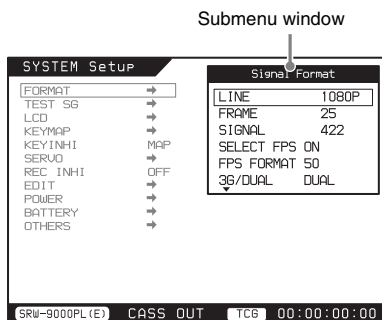 Submenu window
SYSTEM Setup
FORMAT
TEST SG
LCD
KEYMAP
KEYINHI MAP
SERVO
REC INHI OFF
EDIT
POWER
BATTERY
OTHERS
Signal Format
LINE 1080P
FRAME 25
SIGNAL 422
SELECT FPS ON
FPS FORMAT 50
3G/DUAL DUAL
SRW-9000PL(E) CASS OUT TCG 00:00:00:00